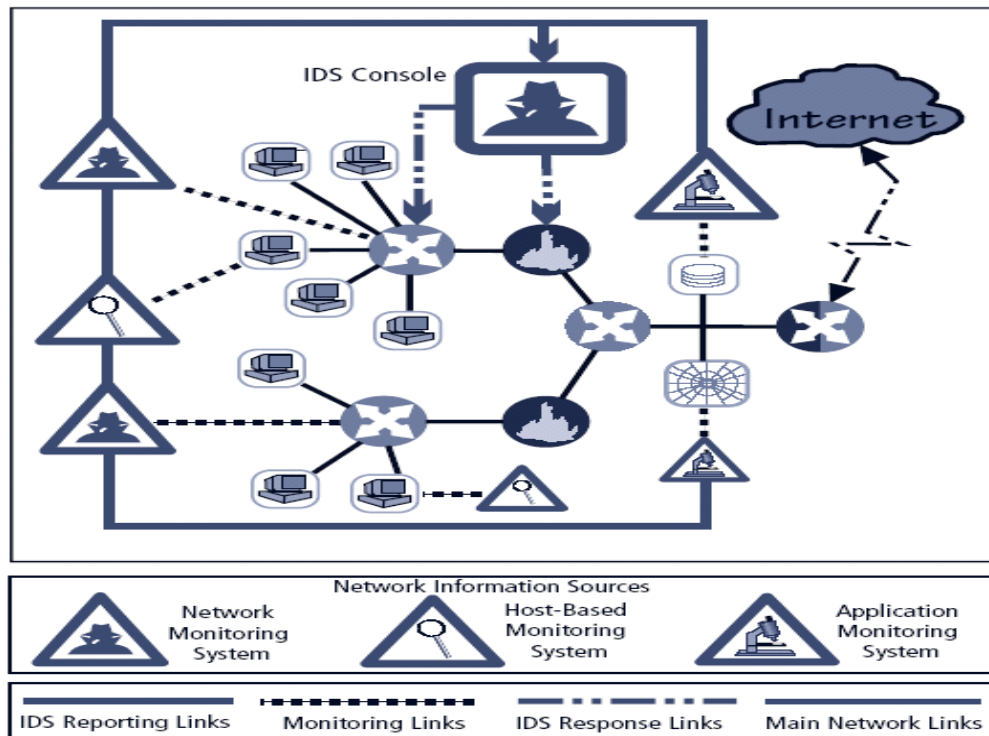 IDS Console
Internet
Network Information Sources
Network
Monitoring
System
Host-Based
Monitoring
System
Application
Monitoring
System
IDS Reporting Links
Monitoring Links
IDS Response Links
Main Network Links